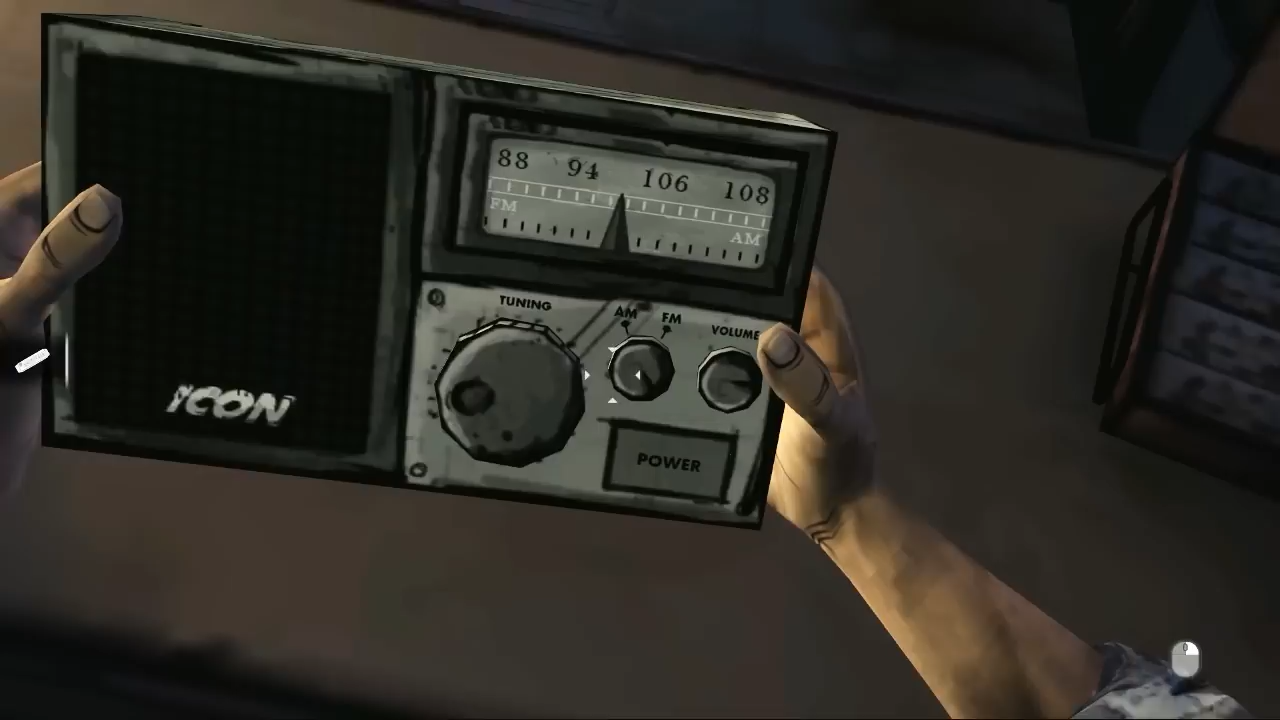 88 94 106 108
FM
AM
TUNING
AM FM
VOLUME
ICON
POWER